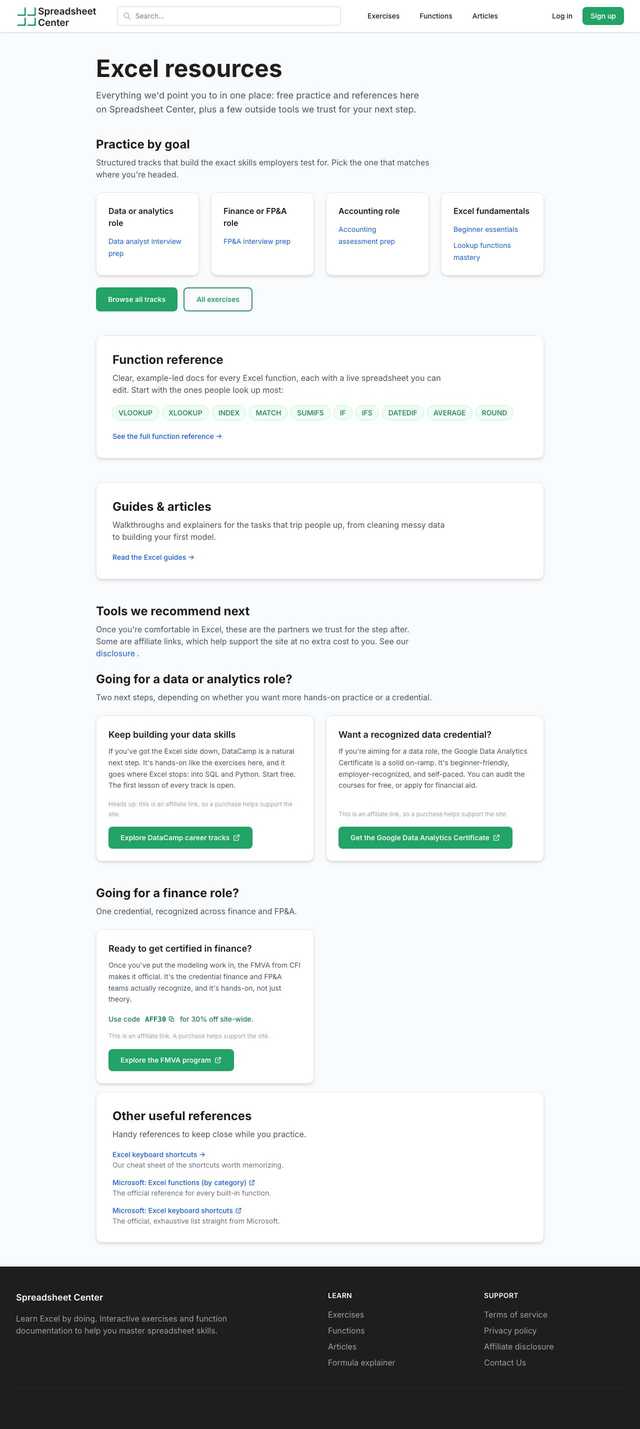 Spreadsheet
Center
Search...
Exercises
Functions
Articles
Log in
Sign up
Excel resources
Everything we'd point you to in one place: free practice and references here
on Spreadsheet Center, plus a few outside tools we trust for your next step.
Practice by goal
Structured tracks that build the exact skills employers test for. Pick the one that matches
where you're headed.
Data or analytics
role
Data analyst interview
prep
Finance or FP&A
role
FP&A interview prep
Accounting role
Accounting
assessment prep
Excel fundamentals
Beginner essentials
Lookup functions
mastery
Browse all tracks
All exercises
Function reference
Clear, example-led docs for every Excel function, each with a live spreadsheet you can
edit. Start with the ones people look up most:
VLOOKUP XLOOKUP INDEX MATCH SUMIFS IF IFS DATEDIF AVERAGE ROUND
See the full function reference →
Guides & articles
Walkthroughs and explainers for the tasks that trip people up, from cleaning messy data
to building your first model.
Read the Excel guides →
Tools we recommend next
Once you're comfortable in Excel, these are the partners we trust for the step after.
Some are affiliate links, which help support the site at no extra cost to you. See our
disclosure .
Going for a data or analytics role?
Two next steps, depending on whether you want more hands-on practice or a credential.
Keep building your data skills
If you've got the Excel side down, DataCamp is a natural
next step. It's hands-on like the exercises here, and it
goes where Excel stops: into SQL and Python. Start free.
The first lesson of every track is open.
Heads up: this is an affiliate link, so a purchase helps support the
site.
Explore DataCamp career tracks
Want a recognized data credential?
If you're aiming for a data role, the Google Data Analytics
Certificate is a solid on-ramp. It's beginner-friendly,
employer-recognized, and self-paced. You can audit the
courses for free, or apply for financial aid.
This is an affiliate link, so a purchase helps support the site.
Get the Google Data Analytics Certificate
Going for a finance role?
One credential, recognized across finance and FP&A.
Ready to get certified in finance?
Once you've put the modeling work in, the FMVA from CFI
makes it official. It's the credential finance and FP&A
teams actually recognize, and it's hands-on, not just
theory.
Use code AFF30 for 30% off site-wide.
This is an affiliate link. A purchase helps support the site.
Explore the FMVA program
Other useful references
Handy references to keep close while you practice.
Excel keyboard shortcuts →
Our cheat sheet of the shortcuts worth memorizing.
Microsoft: Excel functions (by category)
The official reference for every built-in function.
Microsoft: Excel keyboard shortcuts
The official, exhaustive list straight from Microsoft.
Spreadsheet Center
Learn Excel by doing. Interactive exercises and function
documentation to help you master spreadsheet skills.
LEARN
Exercises
Functions
Articles
Formula explainer
SUPPORT
Terms of service
Privacy policy
Affiliate disclosure
Contact Us